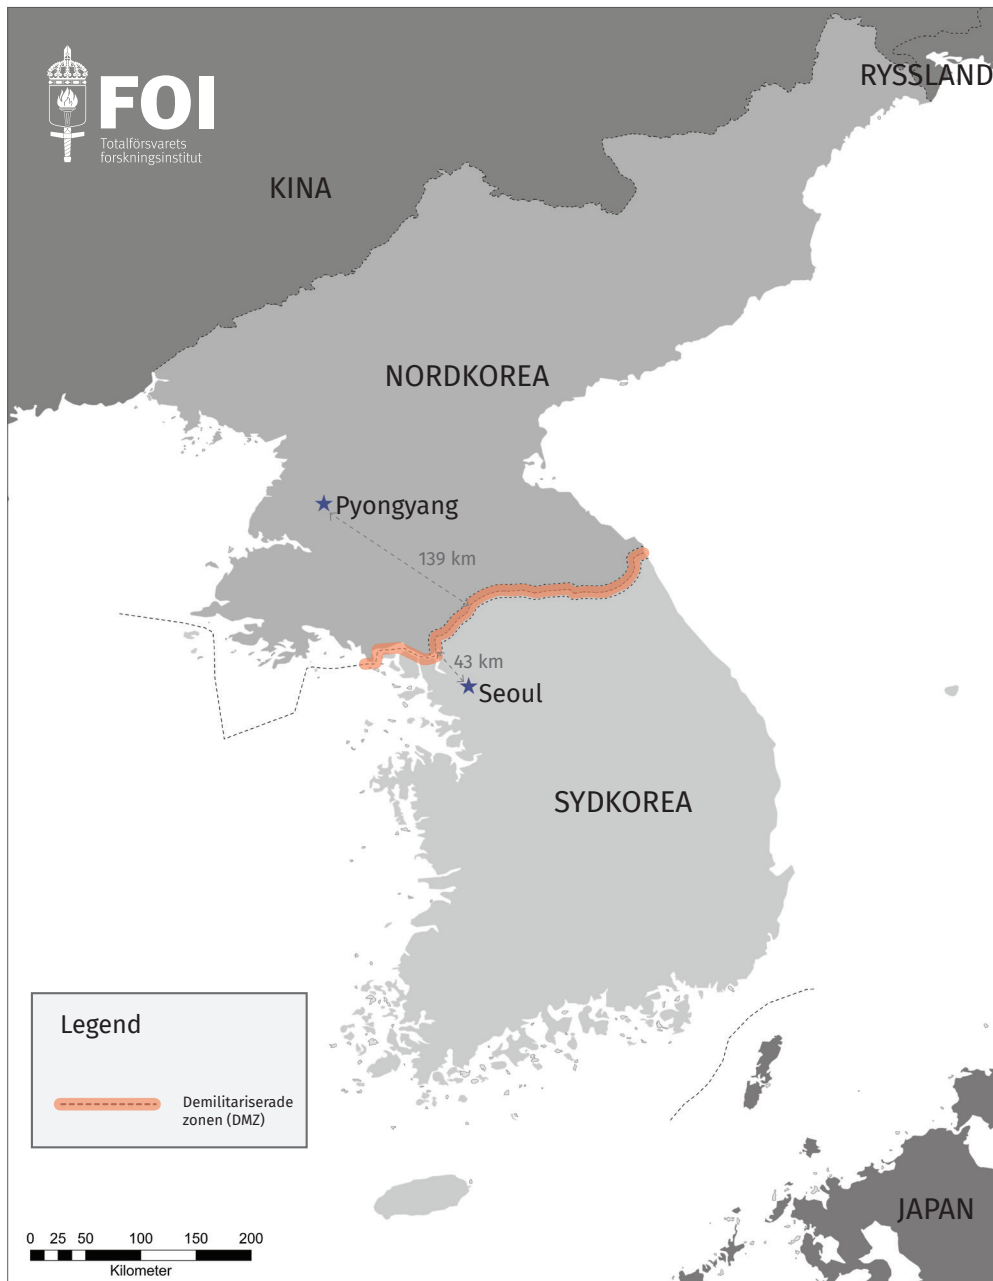 FOI
Totalförsvarets
forskningsinstitut
RYSSLAND
KINA
NORDKOREA
Pyongyang
139 km
43 km
Seoul
SYDKOREA
Legend
Demilitariserade
zonen (DMZ)
JAPAN
0 25 50 100 150 200
Kilometer